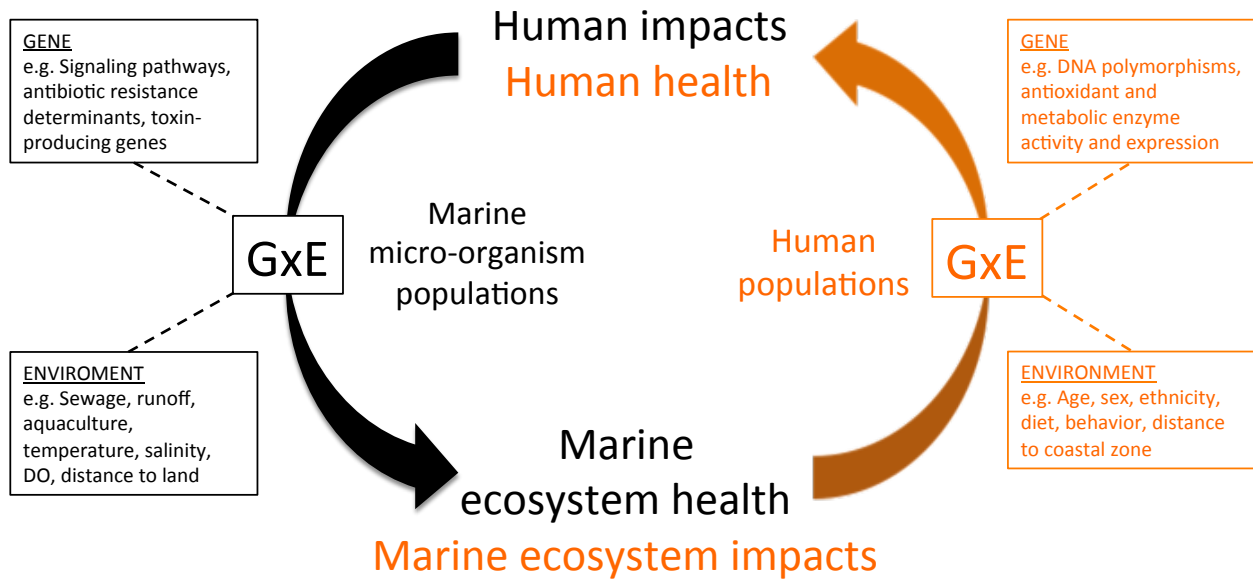 Human impacts
Human health
GENE
e.g. Signaling pathways,
antibiotic resistance
determinants, toxin-
producing genes
GxE
Marine
micro-organism
populations
ENVIROMENT
e.g. Sewage, runoff,
aquaculture,
temperature, salinity,
DO, distance to land
GENE
e.g. DNA polymorphisms,
antioxidant and
metabolic enzyme
activity and expression
Human
populations
GxE
ENVIRONMENT
e.g. Age, sex, ethnicity,
diet, behavior, distance
to coastal zone
Marine
ecosystem health
Marine ecosystem impacts